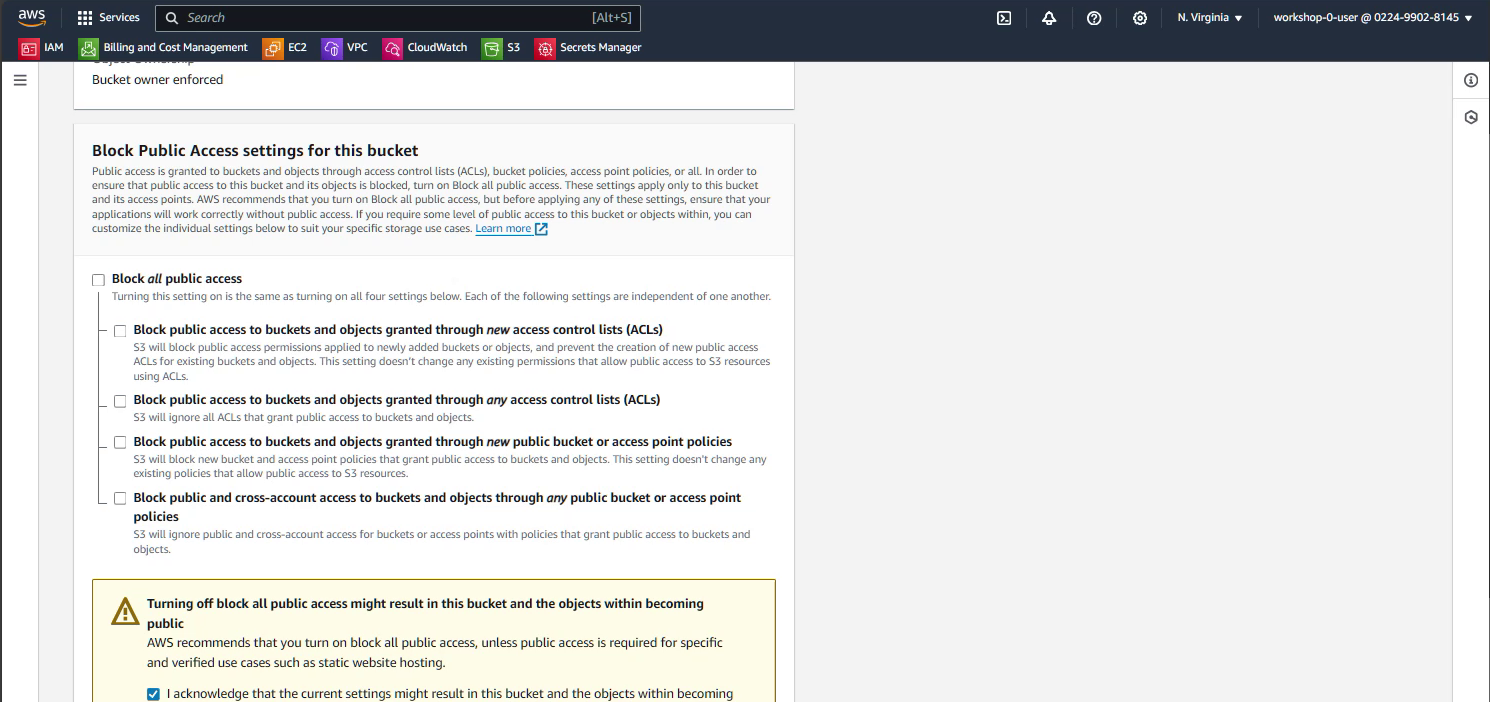 aws
Services
Search
[Alt+S]
N. Virginia
workshop-0-user @ 0224-9902-8145
IAM
Billing and Cost Management
EC2
VPC
CloudWatch
S3
Secrets Manager
Bucket owner enforced
Block Public Access settings for this bucket
Public access is granted to buckets and objects through access control lists (ACLs), bucket policies, access point policies, or all. In order to
ensure that public access to this bucket and its objects is blocked, turn on Block all public access. These settings apply only to this bucket
and its access points. AWS recommends that you turn on Block all public access, but before applying any of these settings, ensure that your
applications will work correctly without public access. If you require some level of public access to this bucket or objects within, you can
customize the individual settings below to suit your specific storage use cases. Learn more
Block all public access
Turning this setting on is the same as turning on all four settings below. Each of the following settings are independent of one another.
Block public access to buckets and objects granted through new access control lists (ACLs)
S3 will block public access permissions applied to newly added buckets or objects, and prevent the creation of new public access
ACLs for existing buckets and objects. This setting doesn't change any existing permissions that allow public access to S3 resources
using ACLs.
Block public access to buckets and objects granted through any access control lists (ACLs)
S3 will ignore all ACLs that grant public access to buckets and objects.
Block public access to buckets and objects granted through new public bucket or access point policies
S3 will block new bucket and access point policies that grant public access to buckets and objects. This setting doesn't change any
existing policies that allow public access to S3 resources.
Block public and cross-account access to buckets and objects through any public bucket or access point
policies
S3 will ignore public and cross-account access for buckets or access points with policies that grant public access to buckets and
objects.
Turning off block all public access might result in this bucket and the objects within becoming
public
AWS recommends that you turn on block all public access, unless public access is required for specific
and verified use cases such as static website hosting.
I acknowledge that the current settings might result in this bucket and the objects within becoming